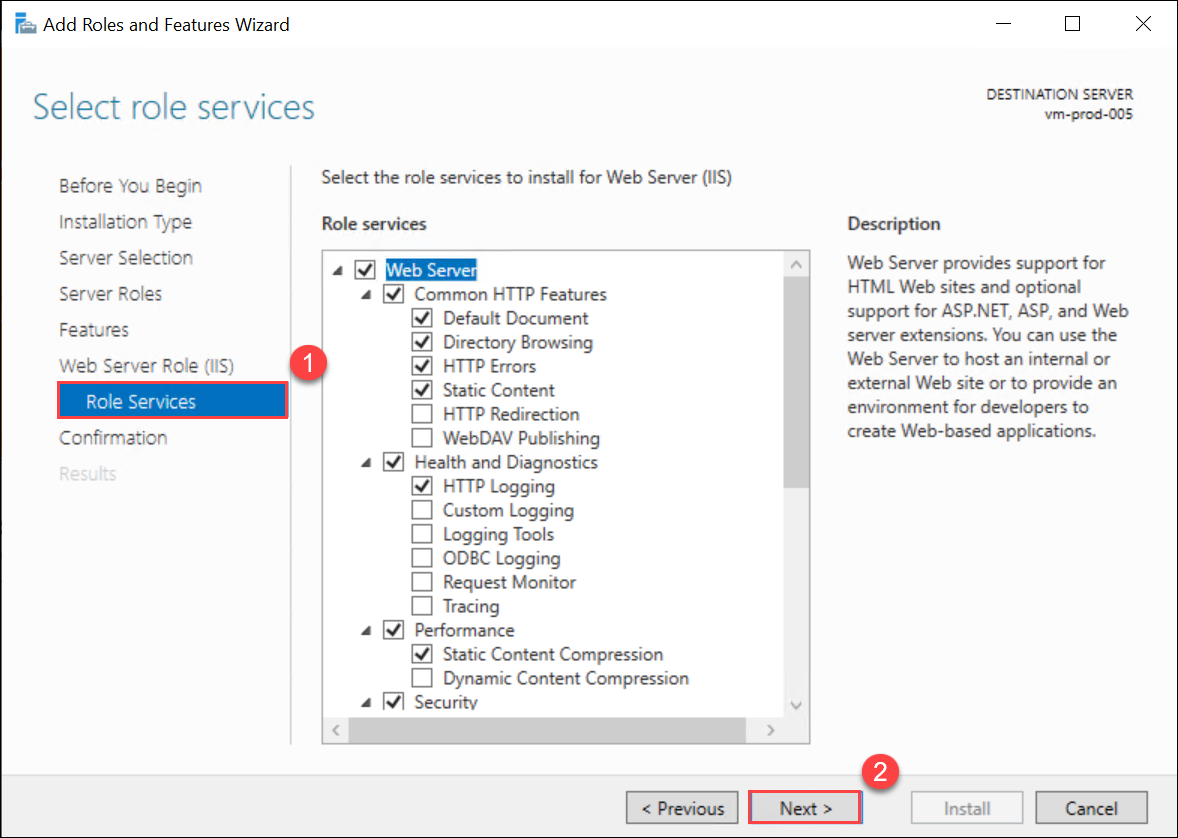 Add Roles and Features Wizard
Select role services
DESTINATION SERVER
vm-prod-005
Before You Begin
Installation Type
Server Selection
Server Roles
Features
Web Server Role (IIS)
1
Role Services
Confirmation
Results
Select the role services to install for Web Server (IIS)
Role services
Web Server
Common HTTP Features
Default Document
Directory Browsing
HTTP Errors
Static Content
HTTP Redirection
WebDAV Publishing
Health and Diagnostics
HTTP Logging
Custom Logging
Logging Tools
ODBC Logging
Request Monitor
Tracing
Performance
Static Content Compression
Dynamic Content Compression
Security
Description
Web Server provides support for
HTML Web sites and optional
support for ASP.NET, ASP, and Web
server extensions. You can use the
Web Server to host an internal or
external Web site or to provide an
environment for developers to
create Web-based applications.
2
< Previous
Next >
Install
Cancel